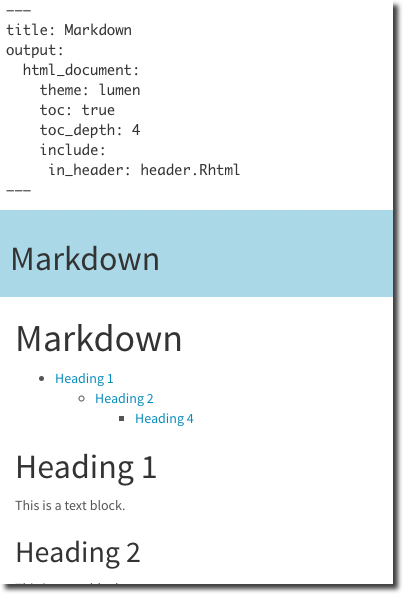 ---
title: Markdown
output:
  html_document:
    theme: lumen
    toc: true
    toc_depth: 4
    include:
     in_header: header.Rhtml
---
Markdown
Markdown
Heading 1
Heading 2
Heading 4
Heading 1
This is a text block.
Heading 2